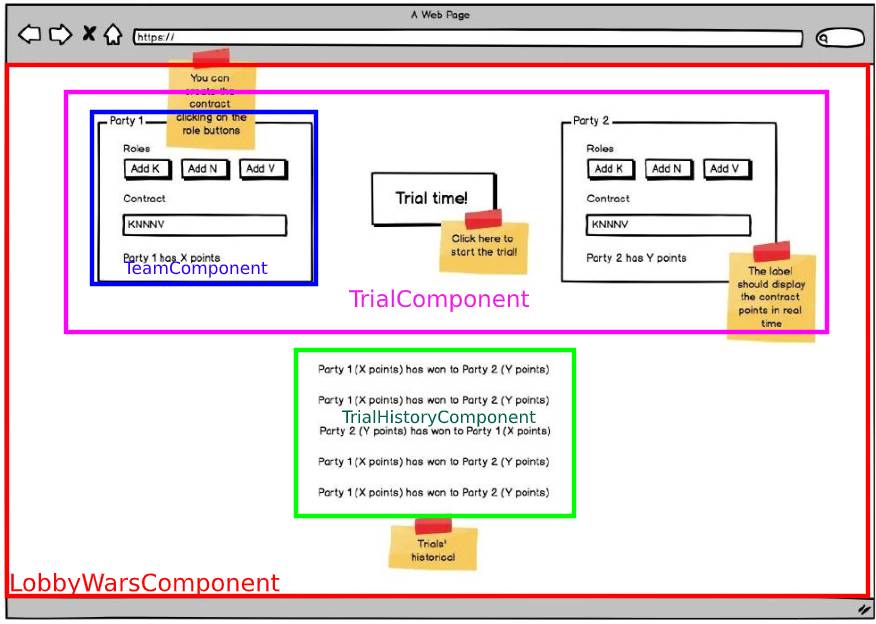 A Web Page
https://
You can
create the
contract
clicking on the
role buttons
Party 1
Roles
Add K Add N Add V
Contract
KNNNV
Party 1 has X points
TeamComponent
Trial time!
Click here to
start the trial!
Party 2
Roles
Add K Add N Add V
Contract
KNNNV
Party 2 has Y points
The label
should display
the contract
points in real
time
TrialComponent
Party 1 (X points) has won to Party 2 (Y points)
Party 1 (X points) has won to Party 2 (Y points)
TrialHistoryComponent
Party 2 (Y points) has won to Party 1 (X points)
Party 1 (X points) has won to Party 2 (Y points)
Party 1 (X points) has won to Party 2 (Y points)
Trials'
historical
LobbyWarsComponent